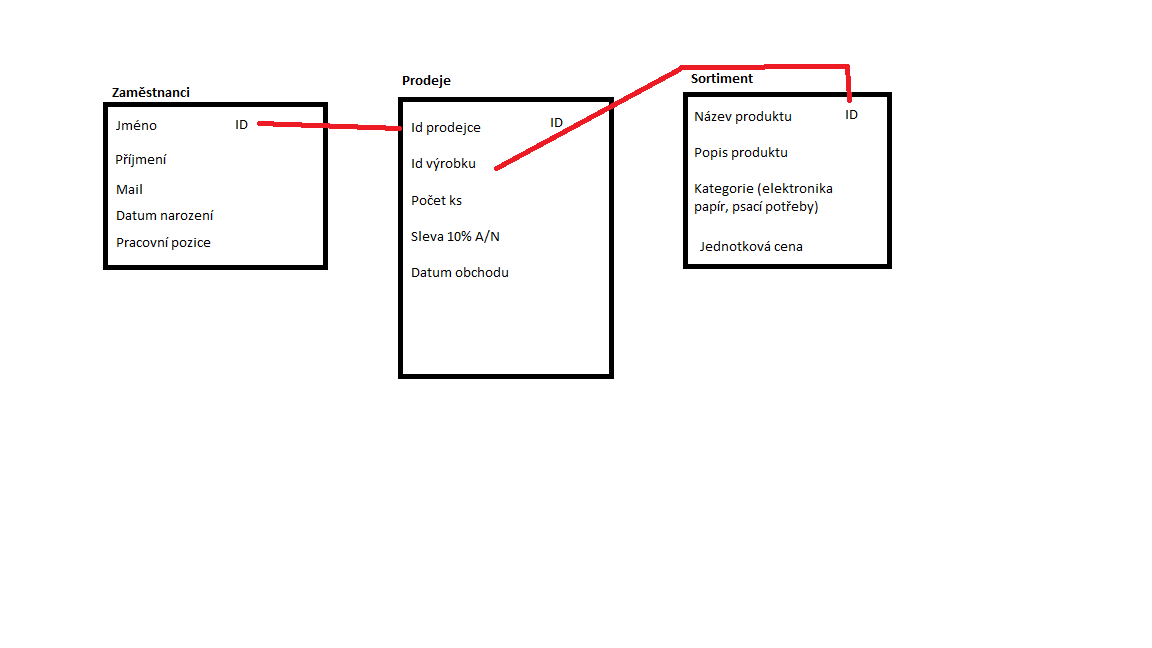 Zaměstnanci
Jméno
ID
Příjmení
Mail
Datum narození
Pracovní pozice
Prodeje
Id prodejce
ID
Id výrobku
Počet ks
Sleva 10% A/N
Datum obchodu
Sortiment
Název produktu
ID
Popis produktu
Kategorie (elektronika
papír, psací potřeby)
Jednotková cena